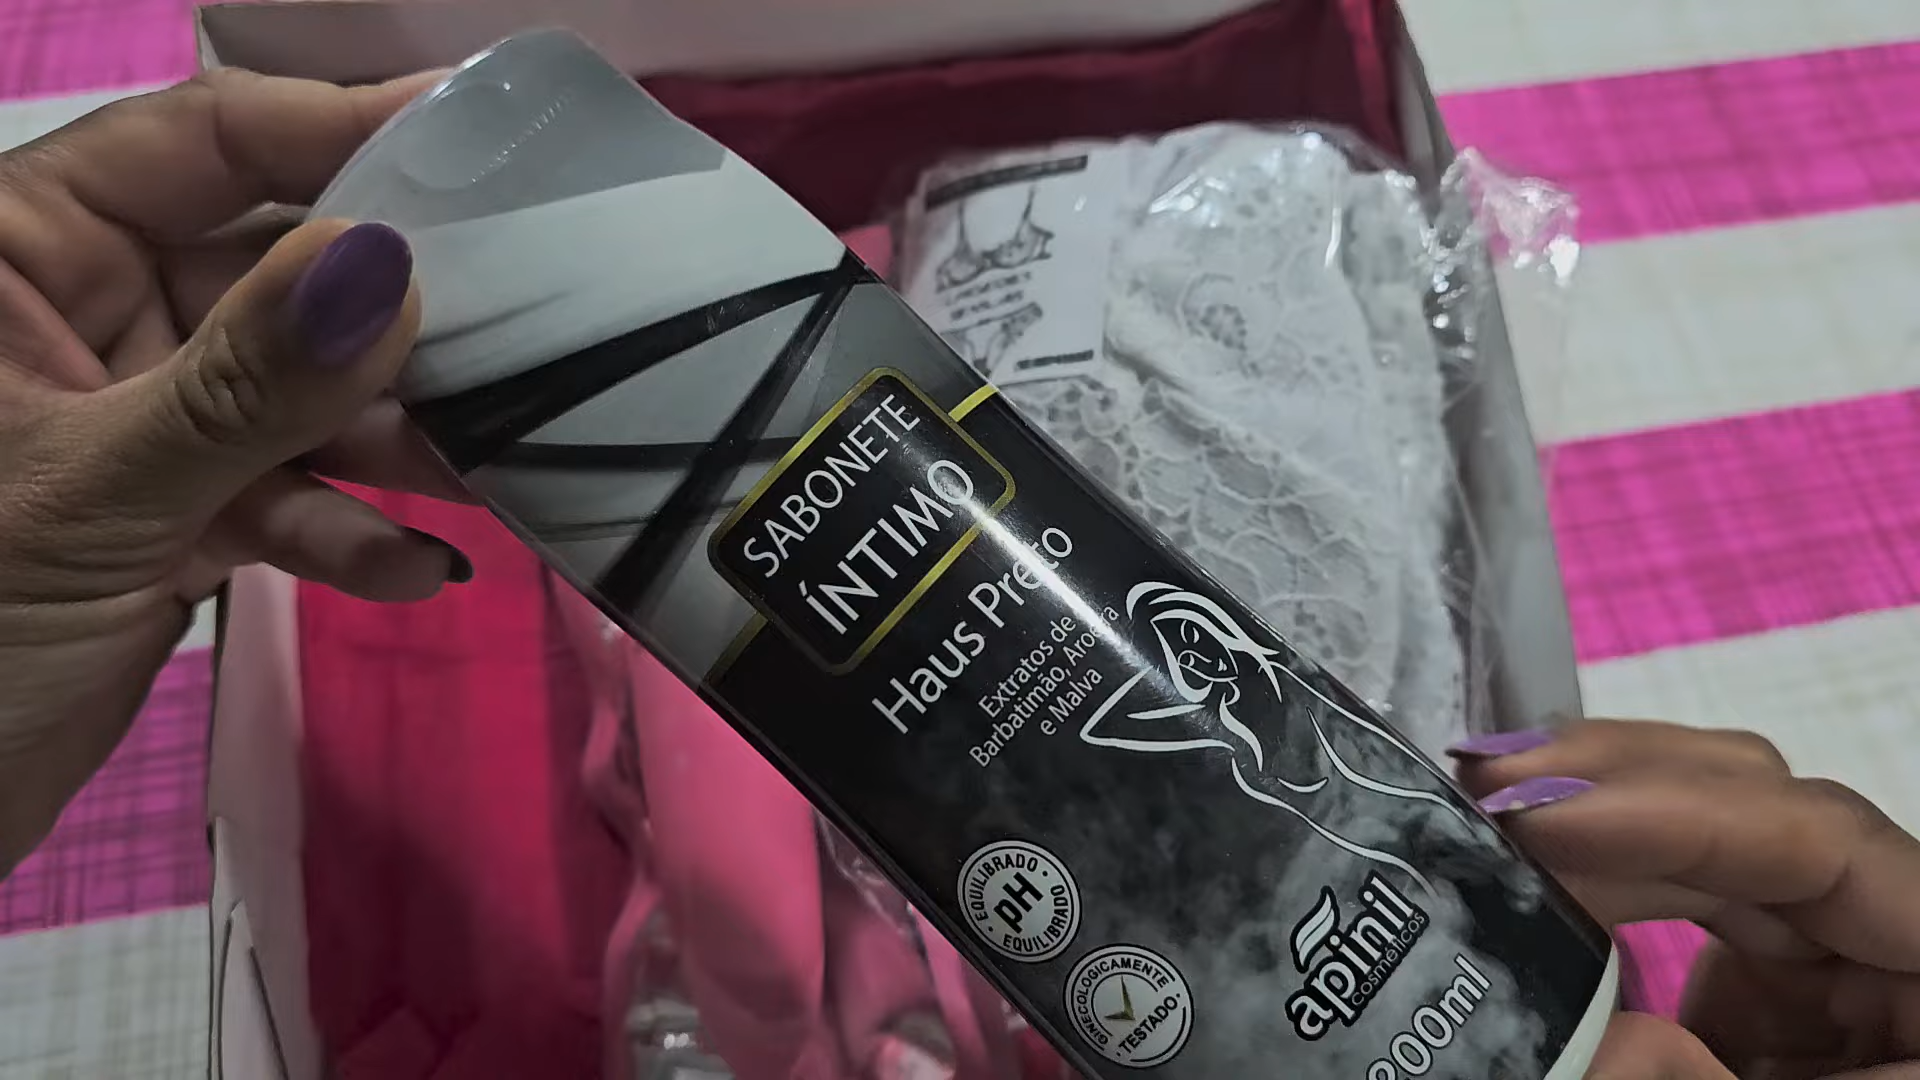 SABONETE
ÍNTIMO
Haus Preto
Extratos de
Barbatimão, Aroeira
e Malva
EQUILIBRADO
pH
EQUILIBRADO
GINECOLOGICAMENTE
TESTADO
apinil
cosméticos
200ml